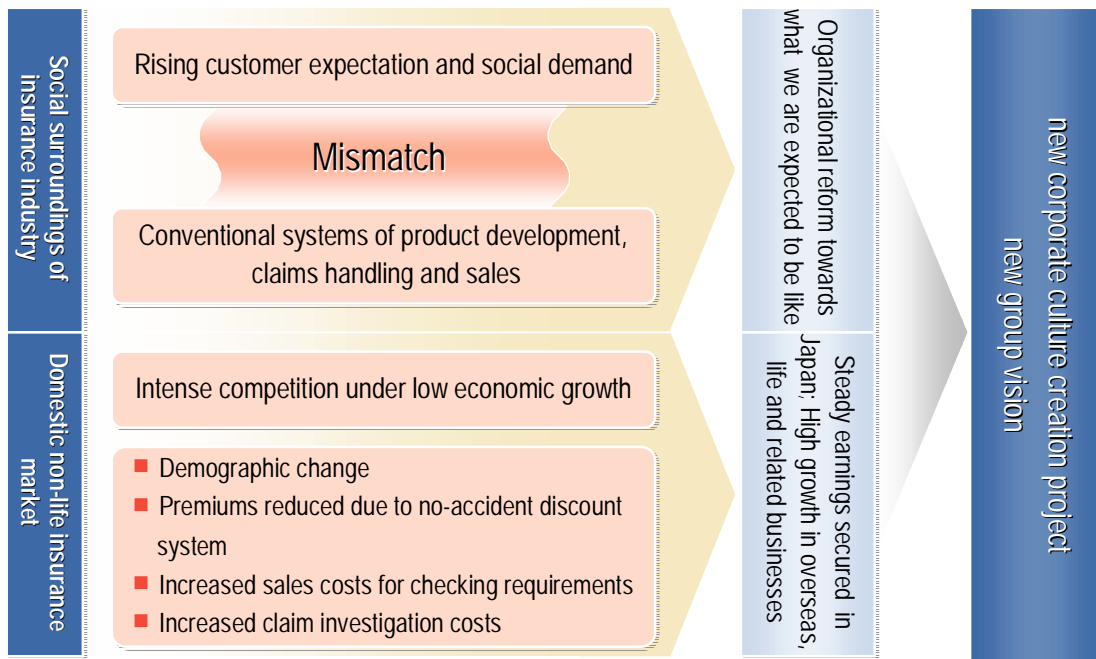 Social surroundings of
insurance industry
Rising customer expectation and social demand
Mismatch
Conventional systems of product development,
claims handling and sales
Organizational reform towards
what we are expected to be like
Domestic non-life insurance
market
Intense competition under low economic growth
■ Demographic change
■ Premiums reduced due to no-accident discount
system
■ Increased sales costs for checking requirements
■ Increased claim investigation costs
Steady earnings secured in
Japan; High growth in overseas,
life and related businesses
new corporate culture creation project
new group vision